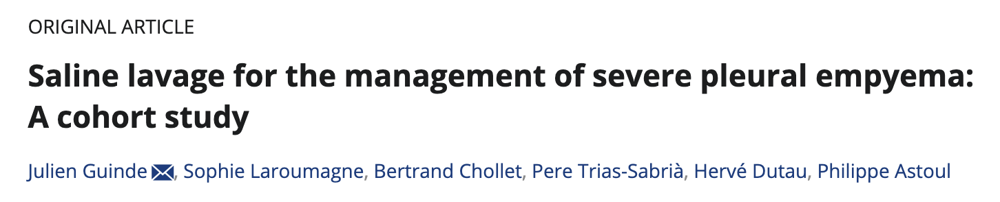 ORIGINAL ARTICLE
Saline lavage for the management of severe pleural empyema:
A cohort study
Julien Guinde, Sophie Laroumagne, Bertrand Chollet, Pere Trias-Sabrià, Hervé Dutau, Philippe Astoul